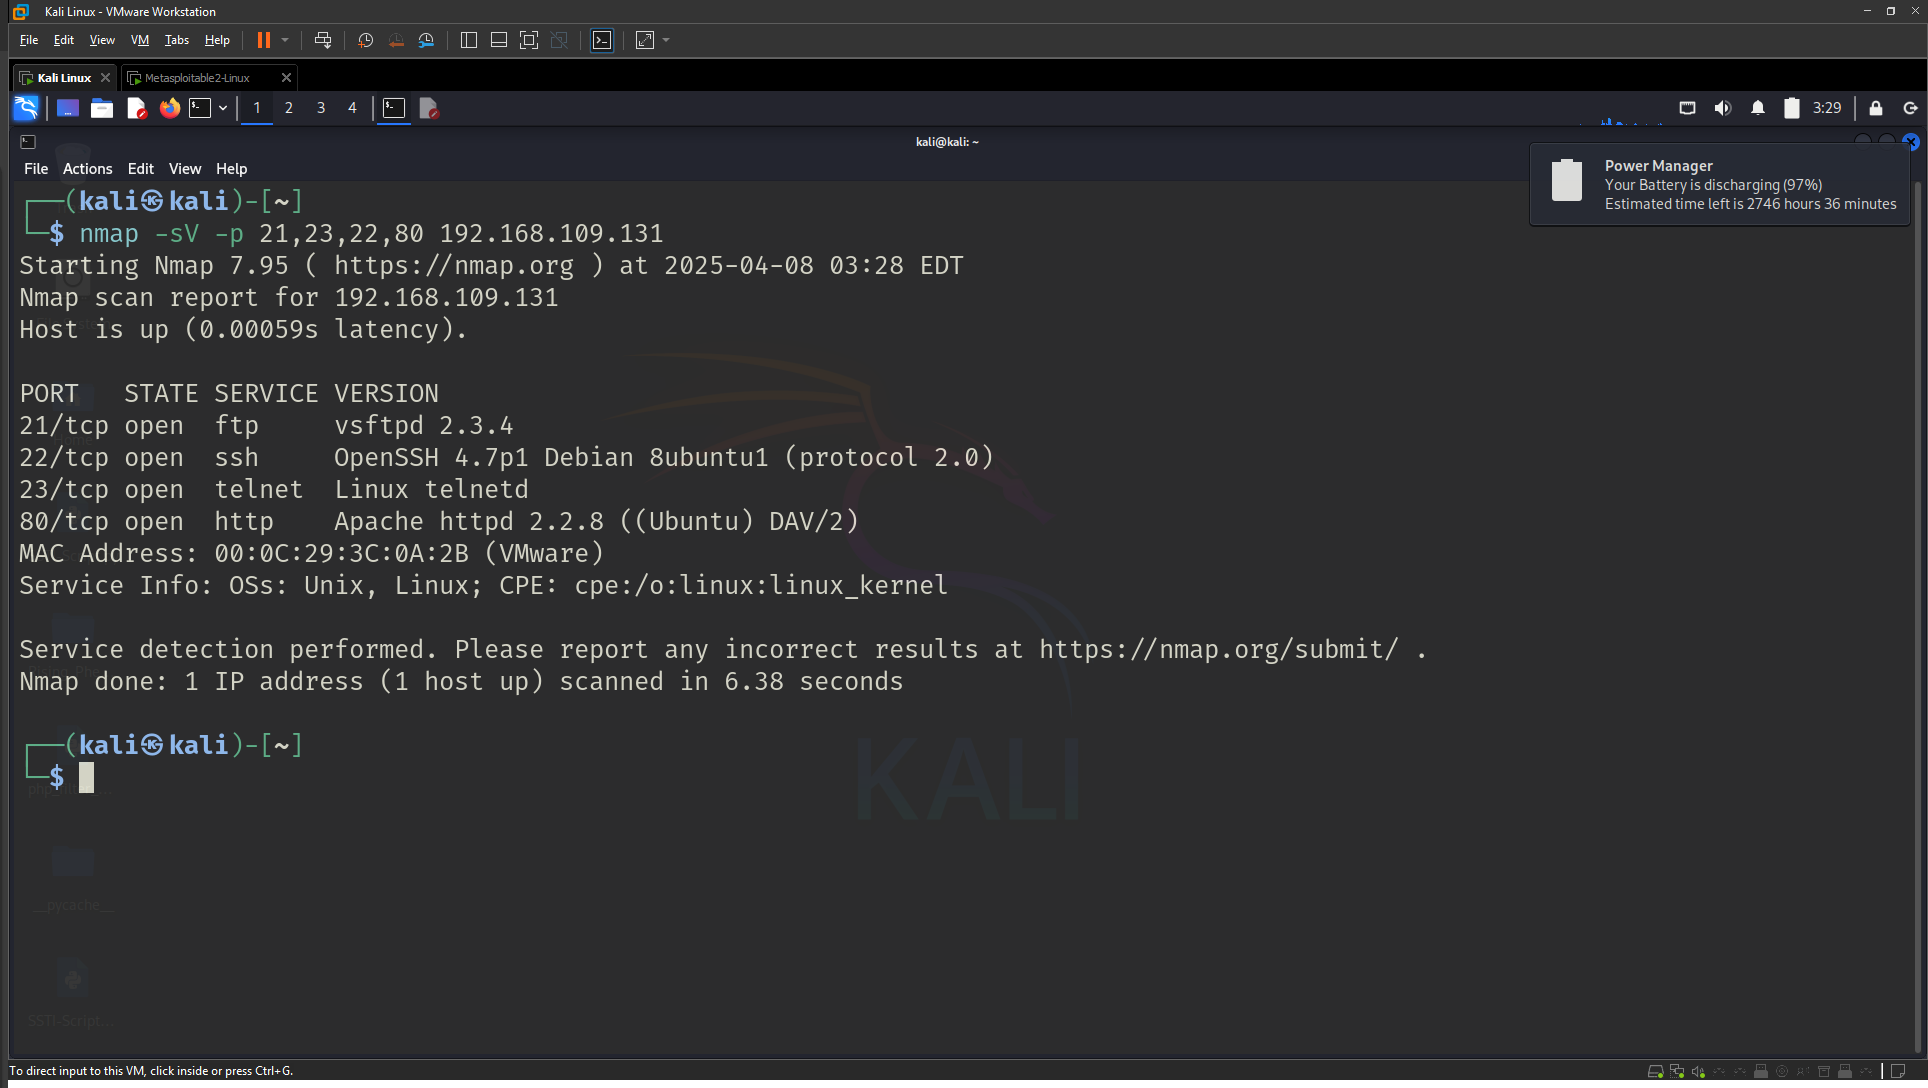 Kali Linux - VMware Workstation
File Edit View VM Tabs Help
Kali Linux Metasploitable2-Linux
1 2 3 4 3:29
kali@kali: ~
File Actions Edit View Help
Power Manager
Your Battery is discharging (97%)
Estimated time left is 2746 hours 36 minutes
(kali㉿kali)-[~]
$ nmap -sV -p 21,23,22,80 192.168.109.131
Starting Nmap 7.95 ( https://nmap.org ) at 2025-04-08 03:28 EDT
Nmap scan report for 192.168.109.131
Host is up (0.00059s latency).
PORT   STATE SERVICE VERSION
21/tcp open  ftp     vsftpd 2.3.4
22/tcp open  ssh     OpenSSH 4.7p1 Debian 8ubuntu1 (protocol 2.0)
23/tcp open  telnet  Linux telnetd
80/tcp open  http    Apache httpd 2.2.8 ((Ubuntu) DAV/2)
MAC Address: 00:0C:29:3C:0A:2B (VMware)
Service Info: OSs: Unix, Linux; CPE: cpe:/o:linux:linux_kernel
Service detection performed. Please report any incorrect results at https://nmap.org/submit/ .
Nmap done: 1 IP address (1 host up) scanned in 6.38 seconds
(kali㉿kali)-[~]
$
KALI
__pycache__
SSTI-Script...
To direct input to this VM, click inside or press Ctrl+G.